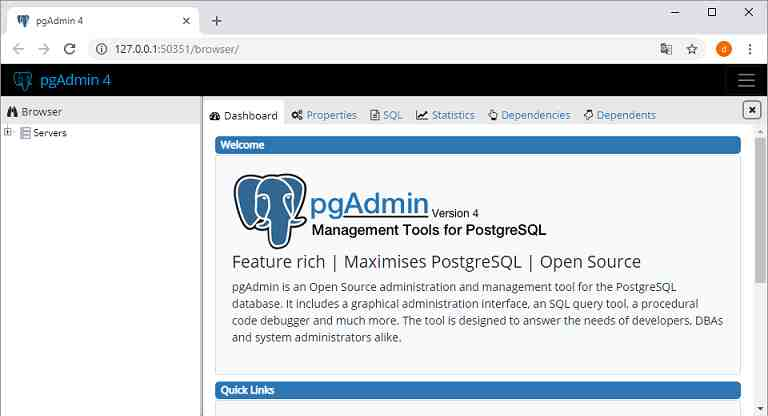 pgAdmin 4
127.0.0.1:50351/browser/
d
pgAdmin 4
Browser
Dashboard Properties SQL Statistics Dependencies Dependents
Servers
Welcome
pgAdmin Version 4
Management Tools for PostgreSQL
Feature rich | Maximises PostgreSQL | Open Source
pgAdmin is an Open Source administration and management tool for the PostgreSQL
database. It includes a graphical administration interface, an SQL query tool, a procedural
code debugger and much more. The tool is designed to answer the needs of developers, DBAs
and system administrators alike.
Quick Links